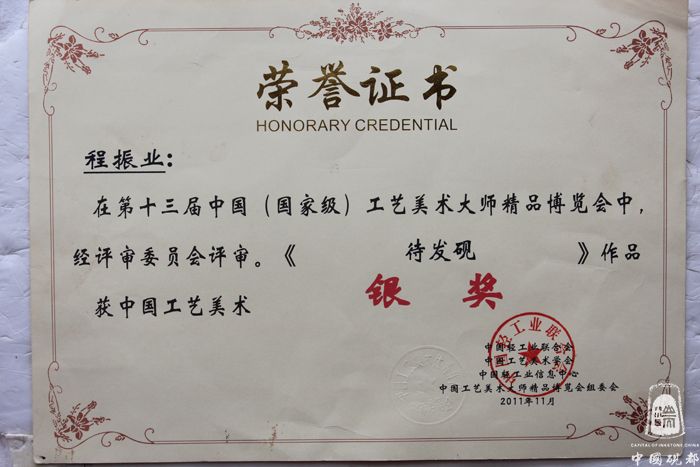 荣誉证书
HONORARY CREDENTIAL
程振业：
在第十三届中国（国家级）工艺美术大师精品博览会中，
经评审委员会评审。《 待发砚 》作品
获中国工艺美术 银奖
中国轻工业联合会
中国工艺美术学会
中国轻工业信息中心
中国工艺美术大师精品博览会组委会
2011年11月
CAPITAL OF INKSTONE, CHINA
中國砚都